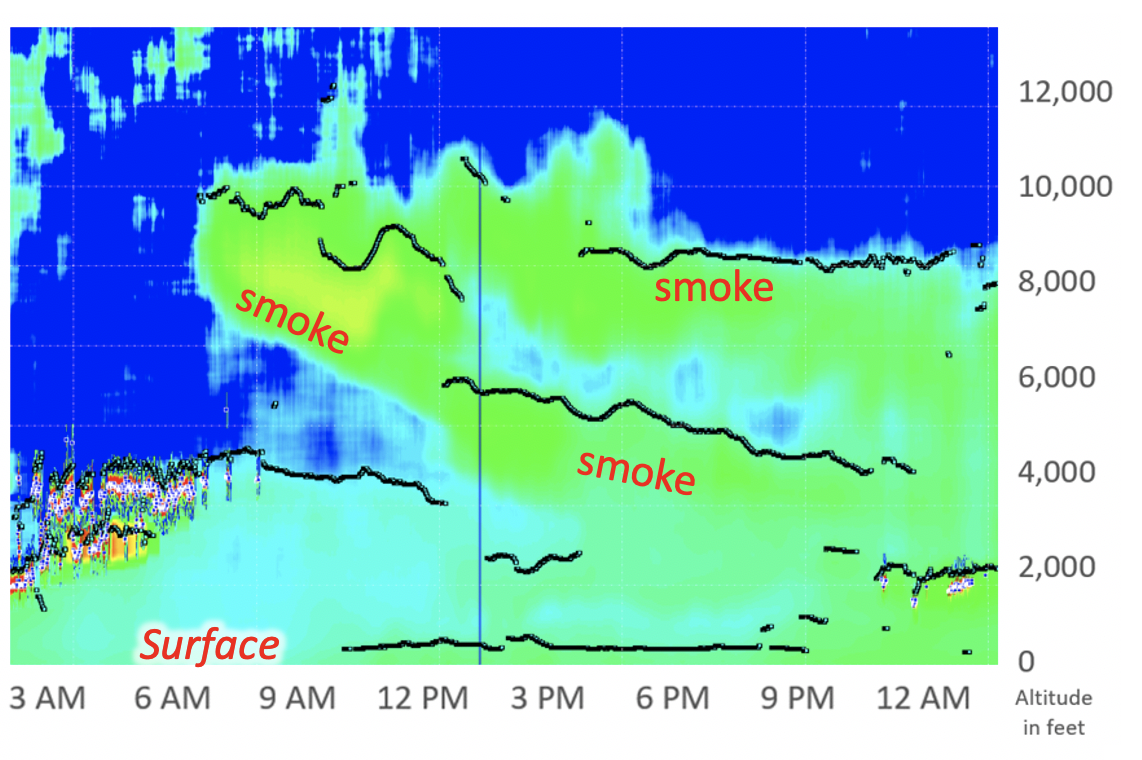 12,000
10,000
smoke
8,000
smoke
6,000
smoke
4,000
2,000
Surface
0
3 AM 6 AM 9 AM 12 PM 3 PM 6 PM 9 PM 12 AM
Altitude
in feet